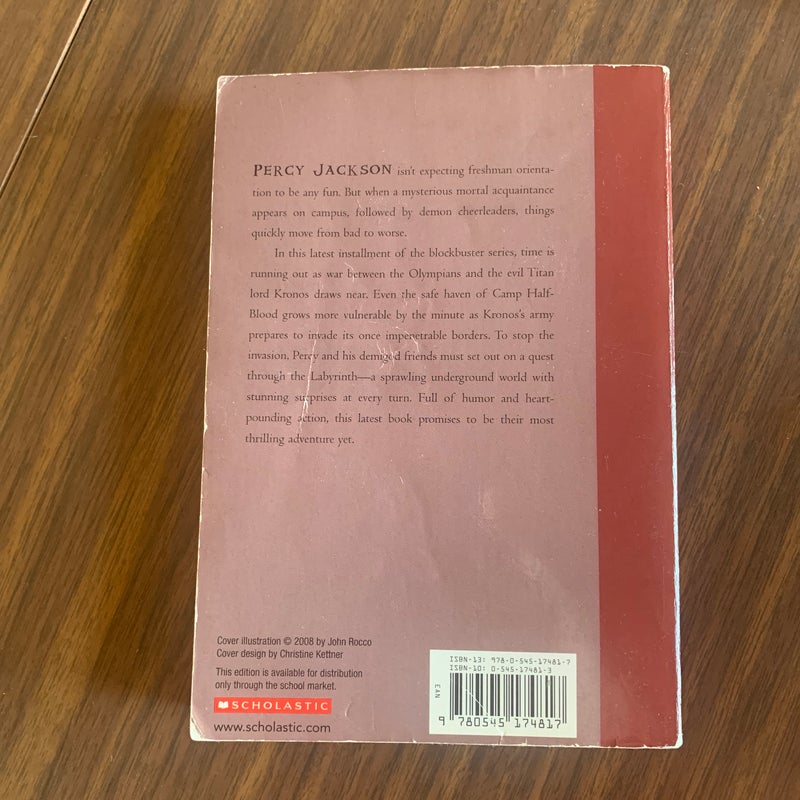 PERCY JACKSON isn't expecting freshman orienta-
tion to be any fun. But when a mysterious mortal acquaintance
appears on campus, followed by demon cheerleaders, things
quickly move from bad to worse.
In this latest installment of the blockbuster series, time is
running out as war between the Olympians and the evil Titan
lord Kronos draws near. Even the safe haven of Camp Half-
Blood grows more vulnerable by the minute as Kronos's army
prepares to invade its once impenetrable borders. To stop the
invasion, Percy and his demigod friends must set out on a quest
through the Labyrinth—a sprawling underground world with
stunning surprises at every turn. Full of humor and heart-
pounding action, this latest book promises to be their most
thrilling adventure yet.
Cover illustration © 2008 by John Rocco
Cover design by Christine Kettner
This edition is available for distribution
only through the school market.
SCHOLASTIC
www.scholastic.com
ISBN-13: 978-0-545-17481-7
ISBN-10: 0-545-17481-3
EAN
9 780545 174817